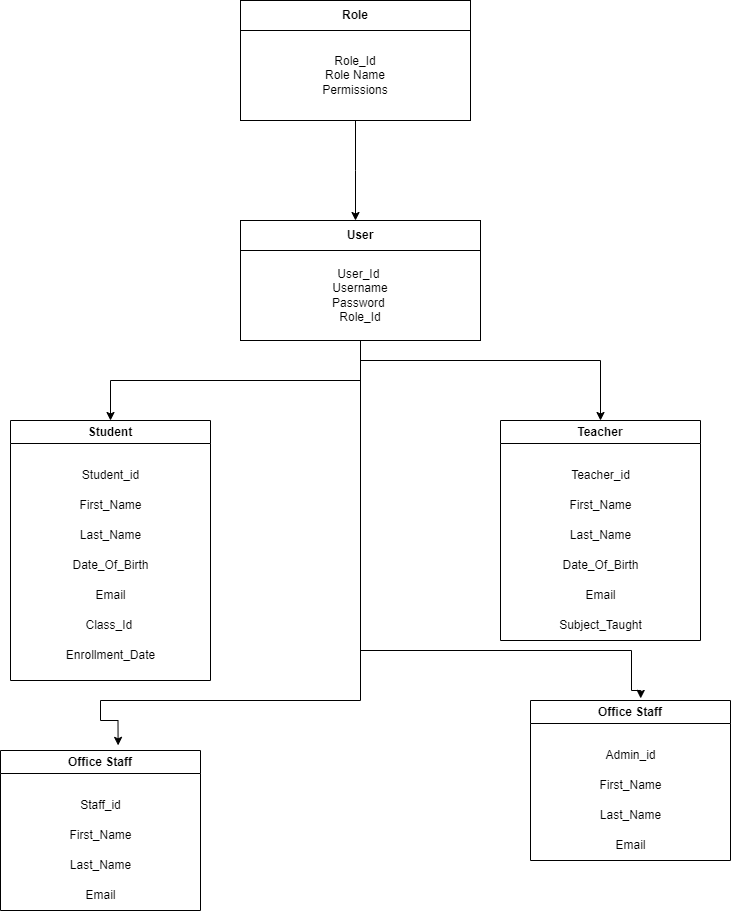 Role
Role_Id
Role Name
Permissions
User
User_Id
Username
Password
Role_Id
Student
Student_id
First_Name
Last_Name
Date_Of_Birth
Email
Class_Id
Enrollment_Date
Teacher
Teacher_id
First_Name
Last_Name
Date_Of_Birth
Email
Subject_Taught
Office Staff
Staff_id
First_Name
Last_Name
Email
Office Staff
Admin_id
First_Name
Last_Name
Email